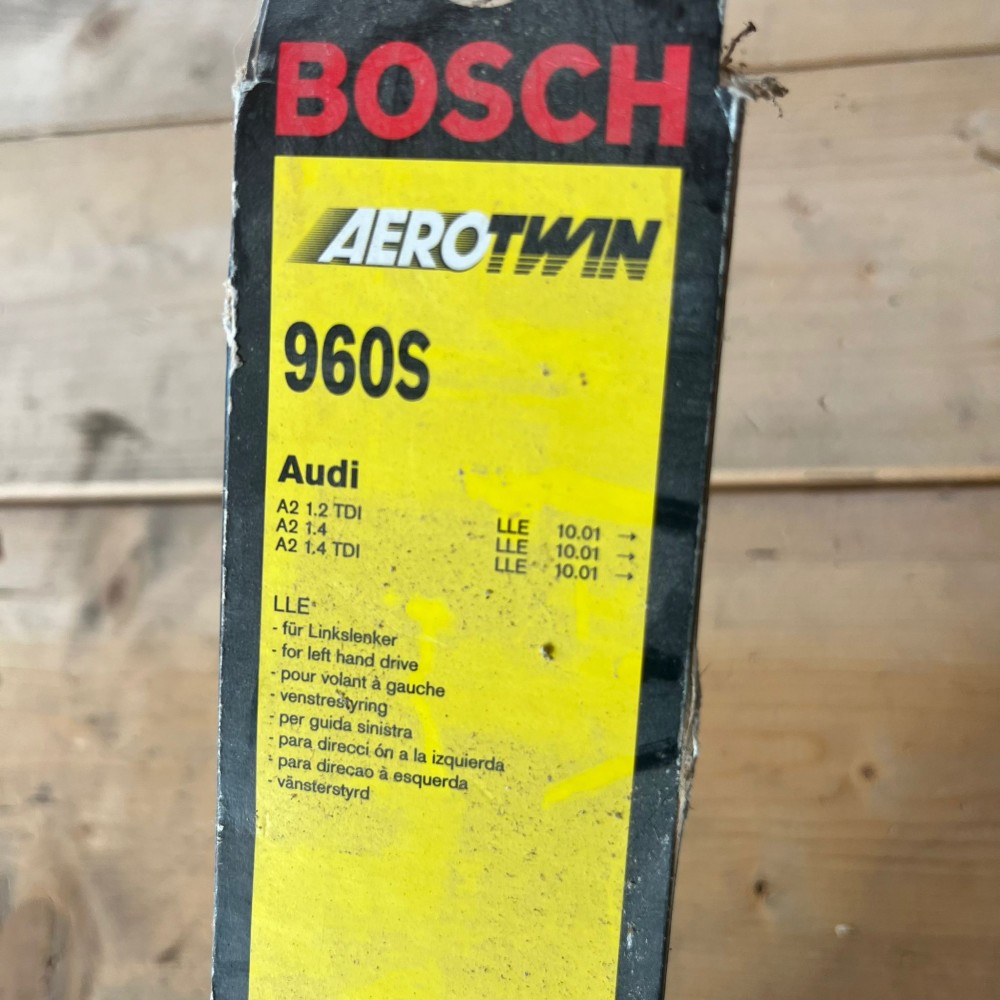 BOSCH
AEROTWIN
960S
Audi
A2 1.2 TDI LLE 10.01 →
A2 1.4 LLE 10.01 →
A2 1.4 TDI LLE 10.01 →
LLE
- für Linkslenker
- for left hand drive
- pour volant à gauche
- venstrestyring
- per guida sinistra
- para direcci ón a la izquierda
- para direçao à esquerda
- vänsterstyrd